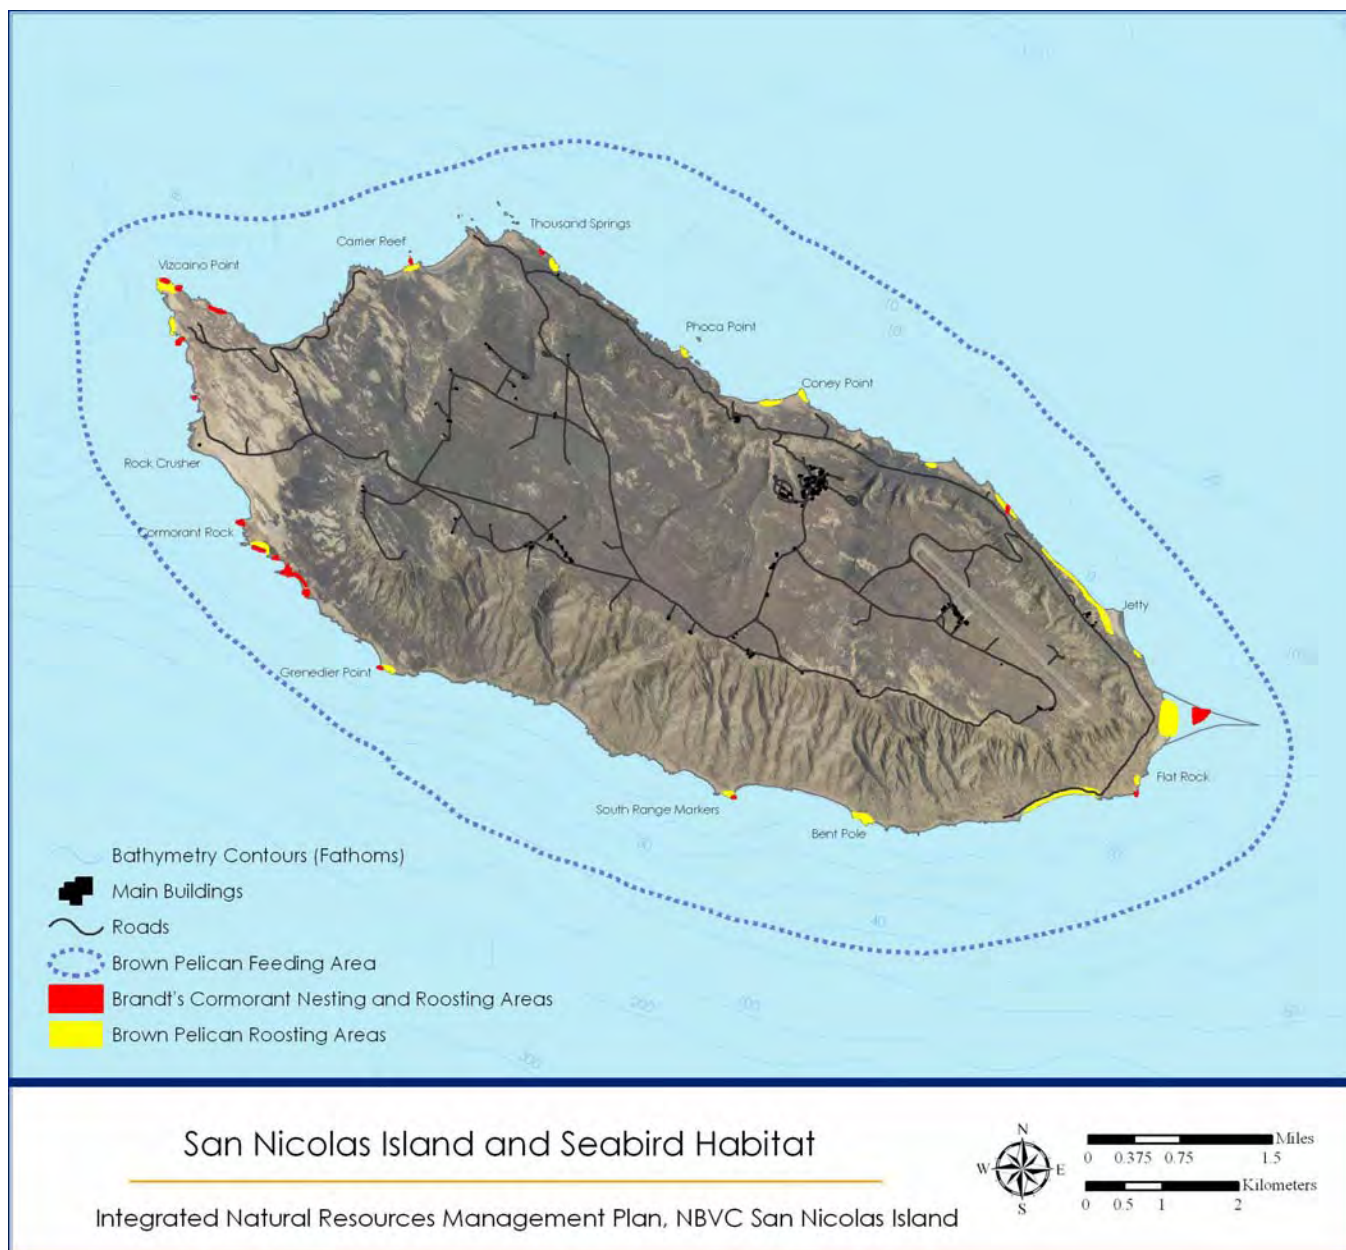 Thousand Springs
Carrier Reef
Vizcaino Point
Phoca Point
Coney Point
Rock Crusher
Cormorant Rock
Jetty
Grenedier Point
Flat Rock
South Range Markers
Bent Pole
40
300
Bathymetry Contours (Fathoms)
Main Buildings
Roads
Brown Pelican Feeding Area
Brandt's Cormorant Nesting and Roosting Areas
Brown Pelican Roosting Areas
San Nicolas Island and Seabird Habitat
Integrated Natural Resources Management Plan, NBVC San Nicolas Island
N
W E
S
Miles
0 0.375 0.75 1.5
Kilometers
0 0.5 1 2